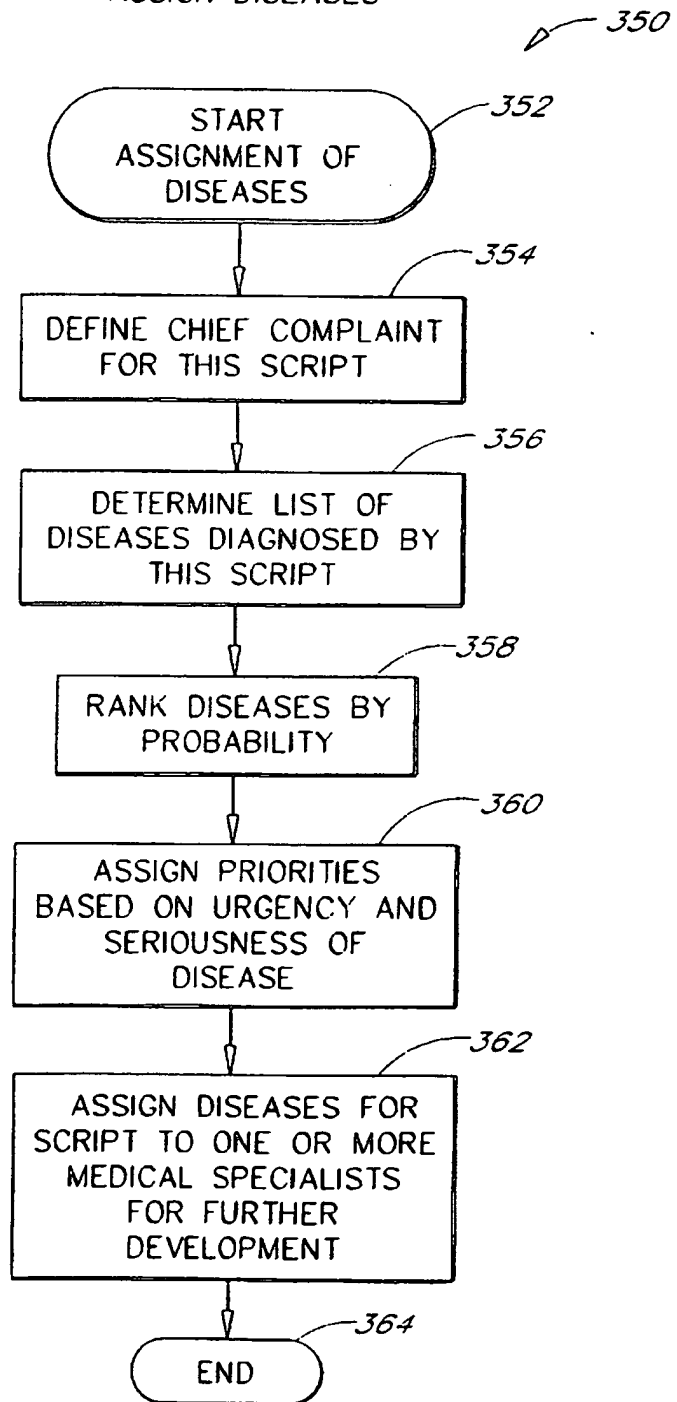 ASSIGN DISEASES
350
352
START
ASSIGNMENT OF
DISEASES
354
DEFINE CHIEF COMPLAINT
FOR THIS SCRIPT
356
DETERMINE LIST OF
DISEASES DIAGNOSED BY
THIS SCRIPT
358
RANK DISEASES BY
PROBABILITY
360
ASSIGN PRIORITIES
BASED ON URGENCY AND
SERIOUSNESS OF
DISEASE
362
ASSIGN DISEASES FOR
SCRIPT TO ONE OR MORE
MEDICAL SPECIALISTS
FOR FURTHER
DEVELOPMENT
364
END